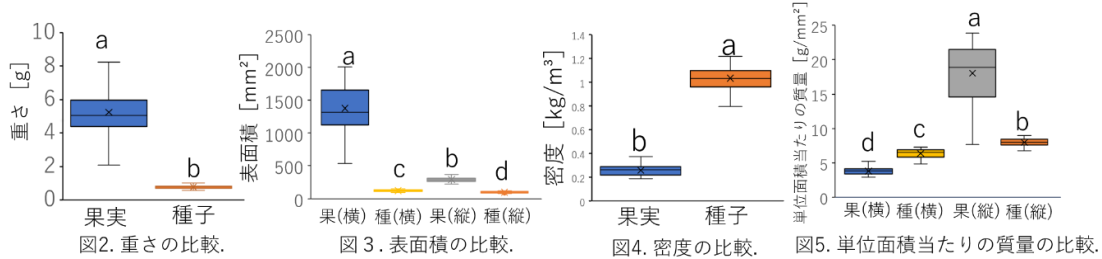 重さ [g]
10
8
6
4
2
0
a
b
果実
種子
図2. 重さの比較.
表面積 [mm²]
2500
2000
1500
1000
500
0
a
c
b
d
果(横) 種(横) 果(縦) 種(縦)
図３. 表面積の比較.
密度 [kg/m³]
1.4
1.2
1
0.8
0.6
0.4
0.2
0
b
a
果実
種子
図4. 密度の比較.
単位面積当たりの質量 [g/mm²]
25
20
15
10
5
0
d
c
a
b
果(横) 種(横) 果(縦) 種(縦)
図5. 単位面積当たりの質量の比較.